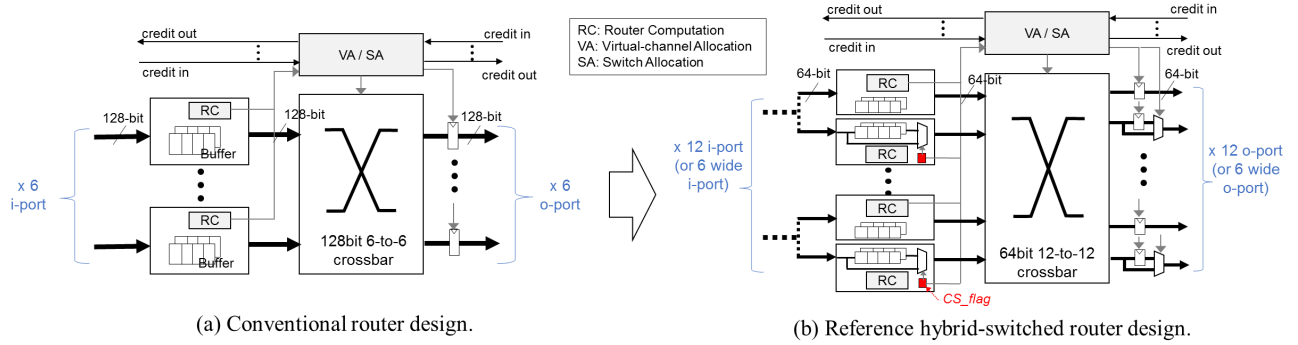 credit out
credit in
VA / SA
credit in
credit out
128-bit
RC
Buffer
128-bit
128-bit
x 6
i-port
x 6
o-port
RC
Buffer
128bit 6-to-6
crossbar
(a) Conventional router design.
RC: Router Computation
VA: Virtual-channel Allocation
SA: Switch Allocation
credit out
credit in
VA / SA
credit in
credit out
64-bit
RC
64-bit
64-bit
RC
x 12 i-port
(or 6 wide
i-port)
x 12 o-port
(or 6 wide
o-port)
RC
RC
64bit 12-to-12
crossbar
CS_flag
(b) Reference hybrid-switched router design.